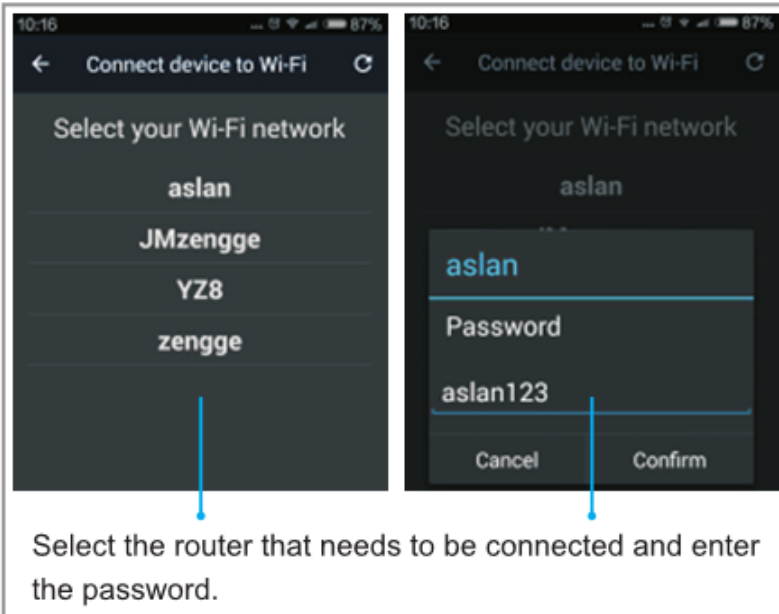 10:16
... 87%
Connect device to Wi-Fi
Select your Wi-Fi network
aslan
JMzengge
YZ8
zengge
10:16
... 87%
Connect device to Wi-Fi
Select your Wi-Fi network
aslan
aslan
Password
aslan123
Cancel Confirm
Select the router that needs to be connected and enter
the password.